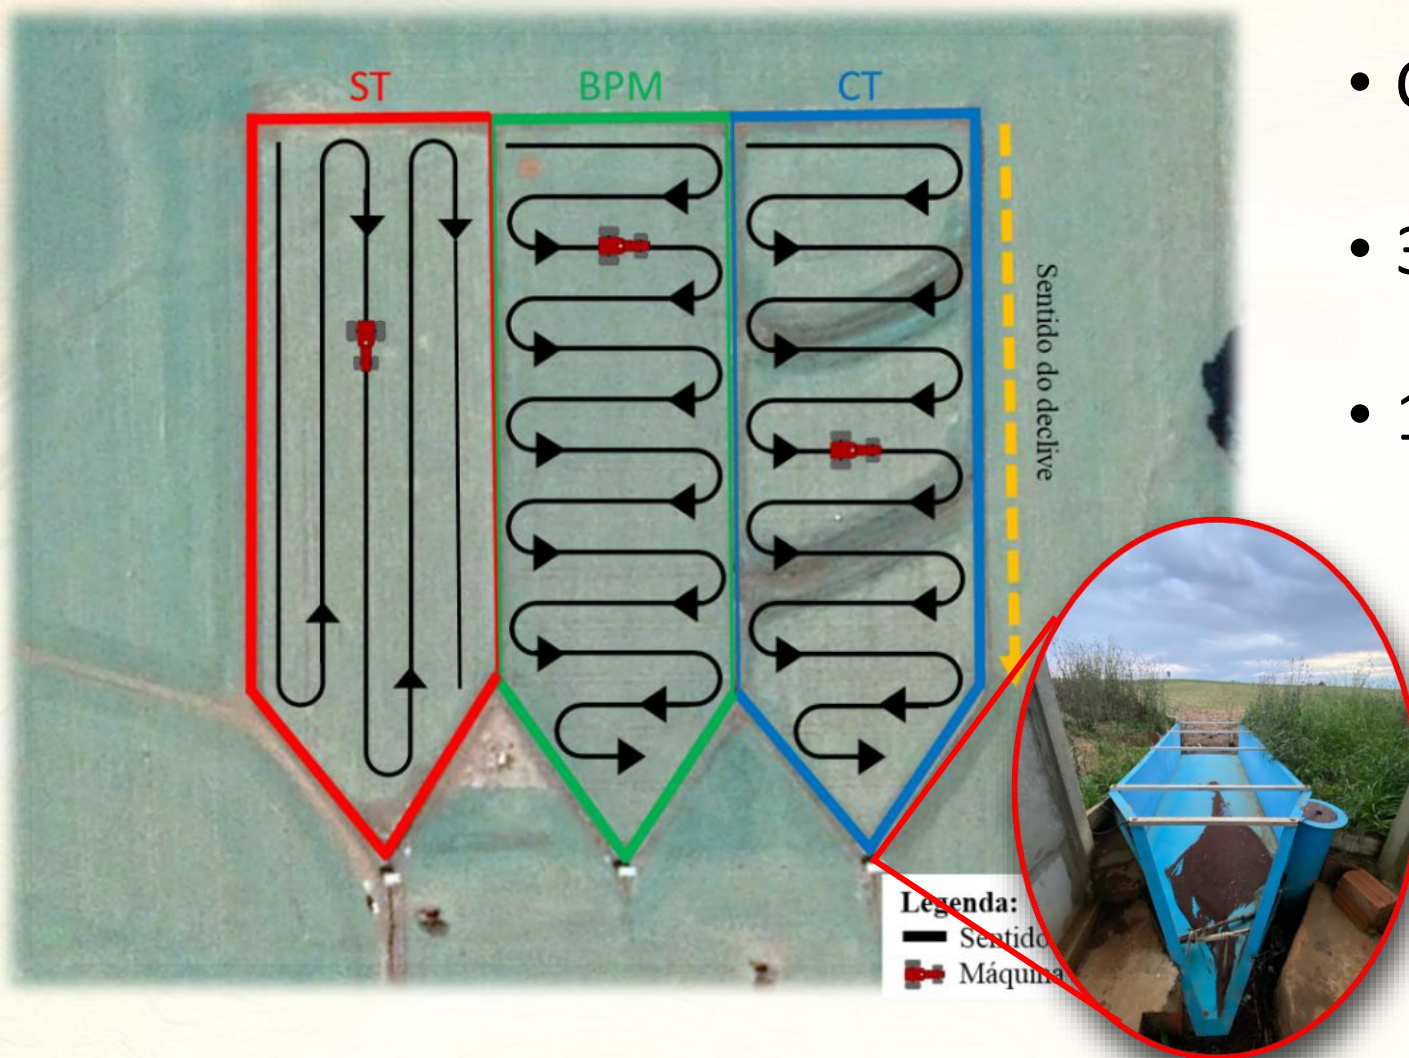 ST
BPM
CT
Sentido do declive
Legenda:
Sentido
Máquina